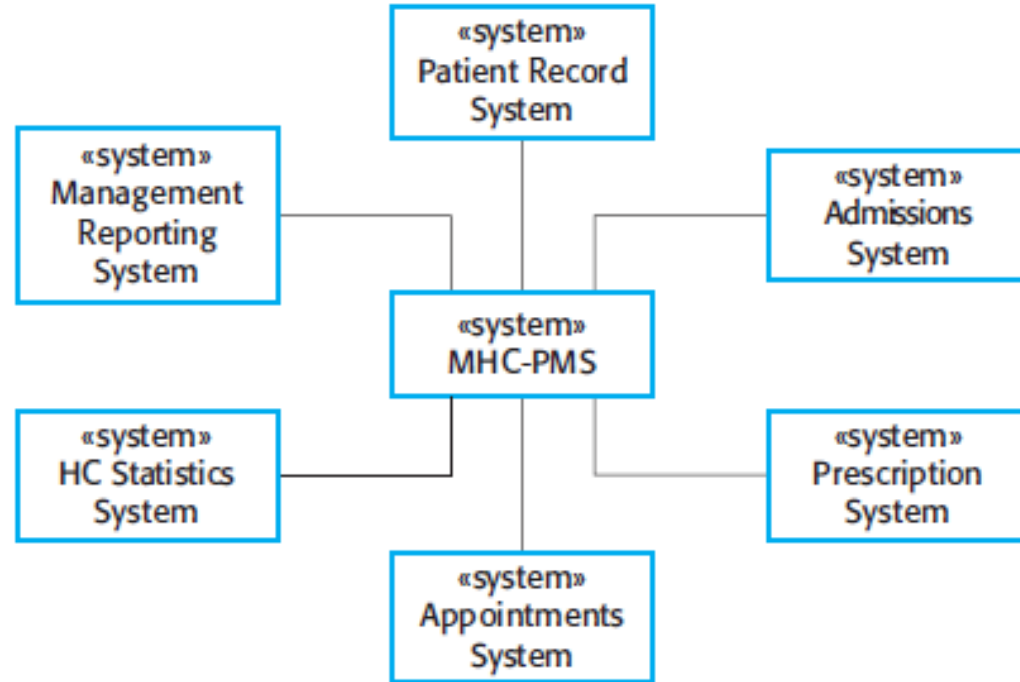 «system»
Patient Record
System
«system»
Management
Reporting
System
«system»
Admissions
System
«system»
MHC-PMS
«system»
HC Statistics
System
«system»
Prescription
System
«system»
Appointments
System